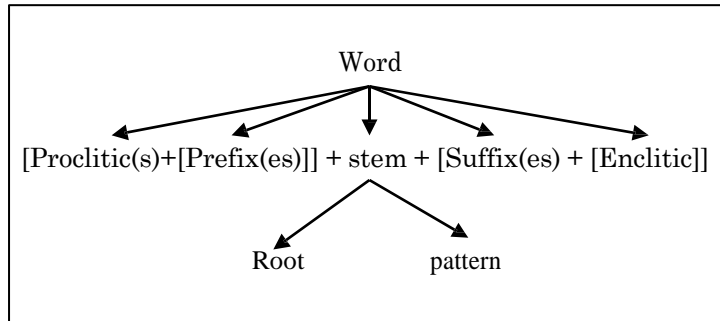 Word
[Proclitic(s)+[Prefix(es)]] + stem + [Suffix(es) + [Enclitic]]
Root pattern